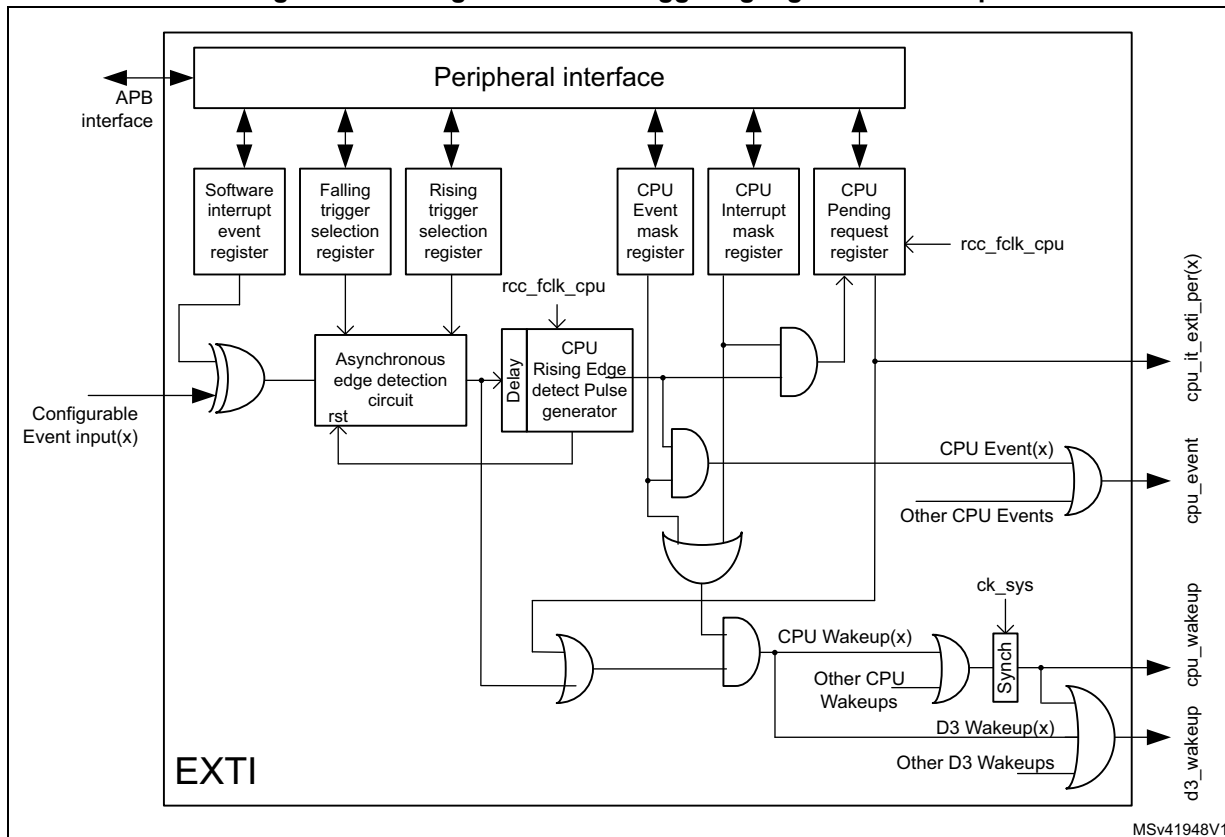 Peripheral interface
APB
interface
Software
interrupt
event
register
Falling
trigger
selection
register
Rising
trigger
selection
register
CPU
Event
mask
register
CPU
Interrupt
mask
register
CPU
Pending
request
register
rcc_fclk_cpu
rcc_fclk_cpu
Asynchronous
edge detection
circuit
rst
Delay
CPU
Rising Edge
detect Pulse
generator
Configurable
Event input(x)
cpu_it_exti_per(x)
CPU Event(x)
Other CPU Events
cpu_event
ck_sys
CPU Wakeup(x)
Other CPU
Wakeups
Synch
cpu_wakeup
D3 Wakeup(x)
Other D3 Wakeups
d3_wakeup
EXTI
MSv41948V1